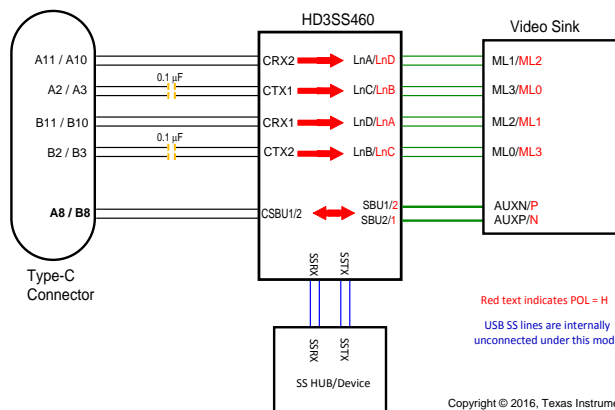 HD3SS460
Video Sink
A11 / A10
CRX2
LnA/LnD
ML1/ML2
0.1 µF
A2 / A3
CTX1
LnC/LnB
ML3/ML0
B11 / B10
CRX1
LnD/LnA
ML2/ML1
0.1 µF
B2 / B3
CTX2
LnB/LnC
ML0/ML3
A8 / B8
CSBU1/2
SBU1/2
SBU2/1
AUXN/P
AUXP/N
Type-C
Connector
SSRX
SSTX
SSRX
SSTX
SS HUB/Device
Red text indicates POL = H
USB SS lines are internally
unconnected under this mod
Copyright © 2016, Texas Instrume